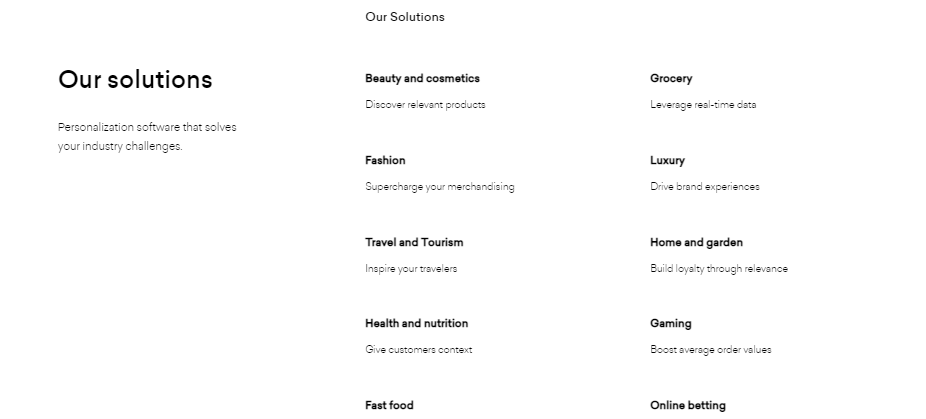 Our Solutions
Our solutions
Personalization software that solves
your industry challenges.
Beauty and cosmetics
Discover relevant products
Grocery
Leverage real-time data
Fashion
Supercharge your merchandising
Luxury
Drive brand experiences
Travel and Tourism
Inspire your travelers
Home and garden
Build loyalty through relevance
Health and nutrition
Give customers context
Gaming
Boost average order values
Fast food
Online betting